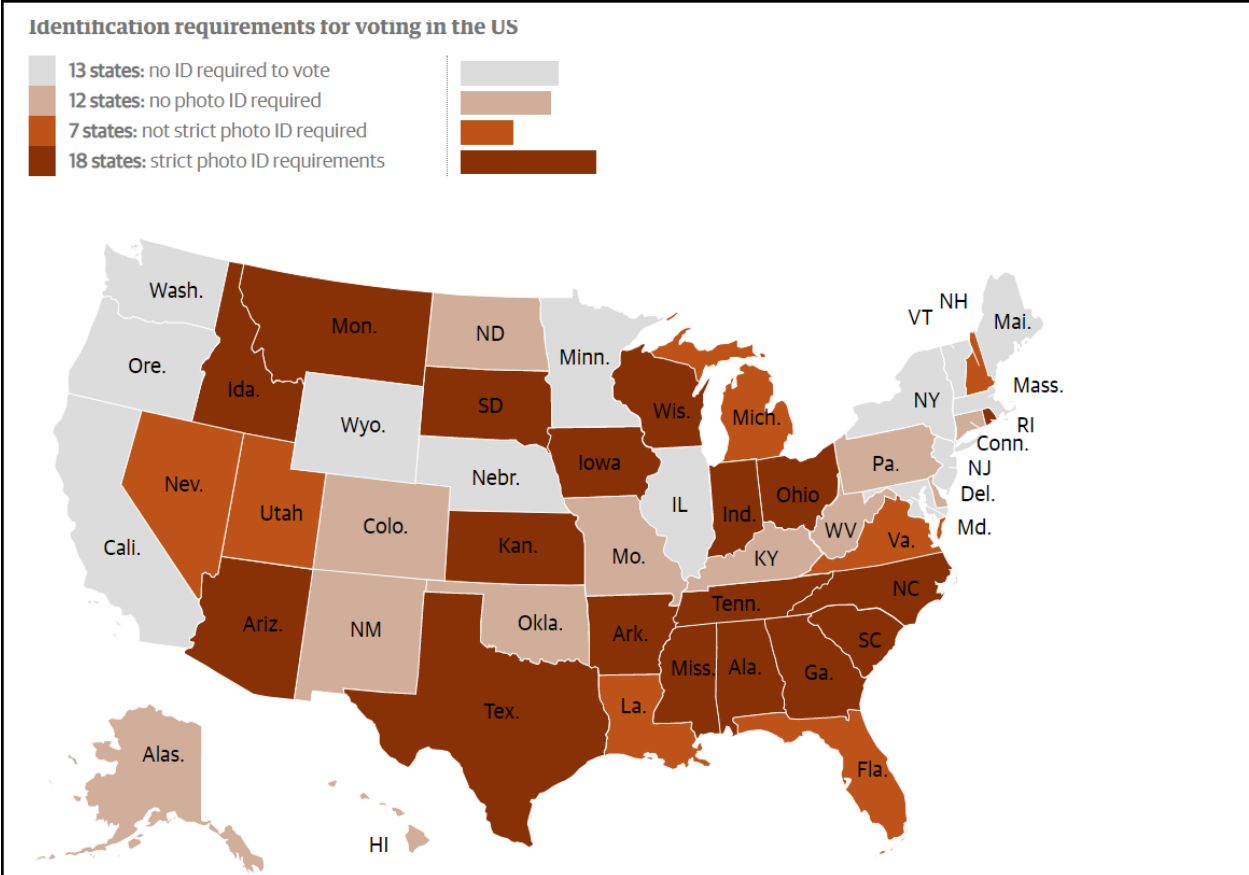 Identification requirements for voting in the US
13 states: no ID required to vote
12 states: no photo ID required
7 states: not strict photo ID required
18 states: strict photo ID requirements
Wash.
Mon.
ND
Minn.
VT
NH
Mai.
Ore.
Ida.
SD
Wis.
Mich.
NY
Mass.
RI
Conn.
Wyo.
Nebr.
Iowa
IL
Ind.
Ohio
Pa.
NJ
Del.
Md.
Nev.
Utah
Colo.
Kan.
Mo.
KY
WV
Va.
Cali.
Ariz.
NM
Okla.
Ark.
Tenn.
NC
SC
Miss.
Ala.
Ga.
Tex.
La.
Fla.
Alas.
HI